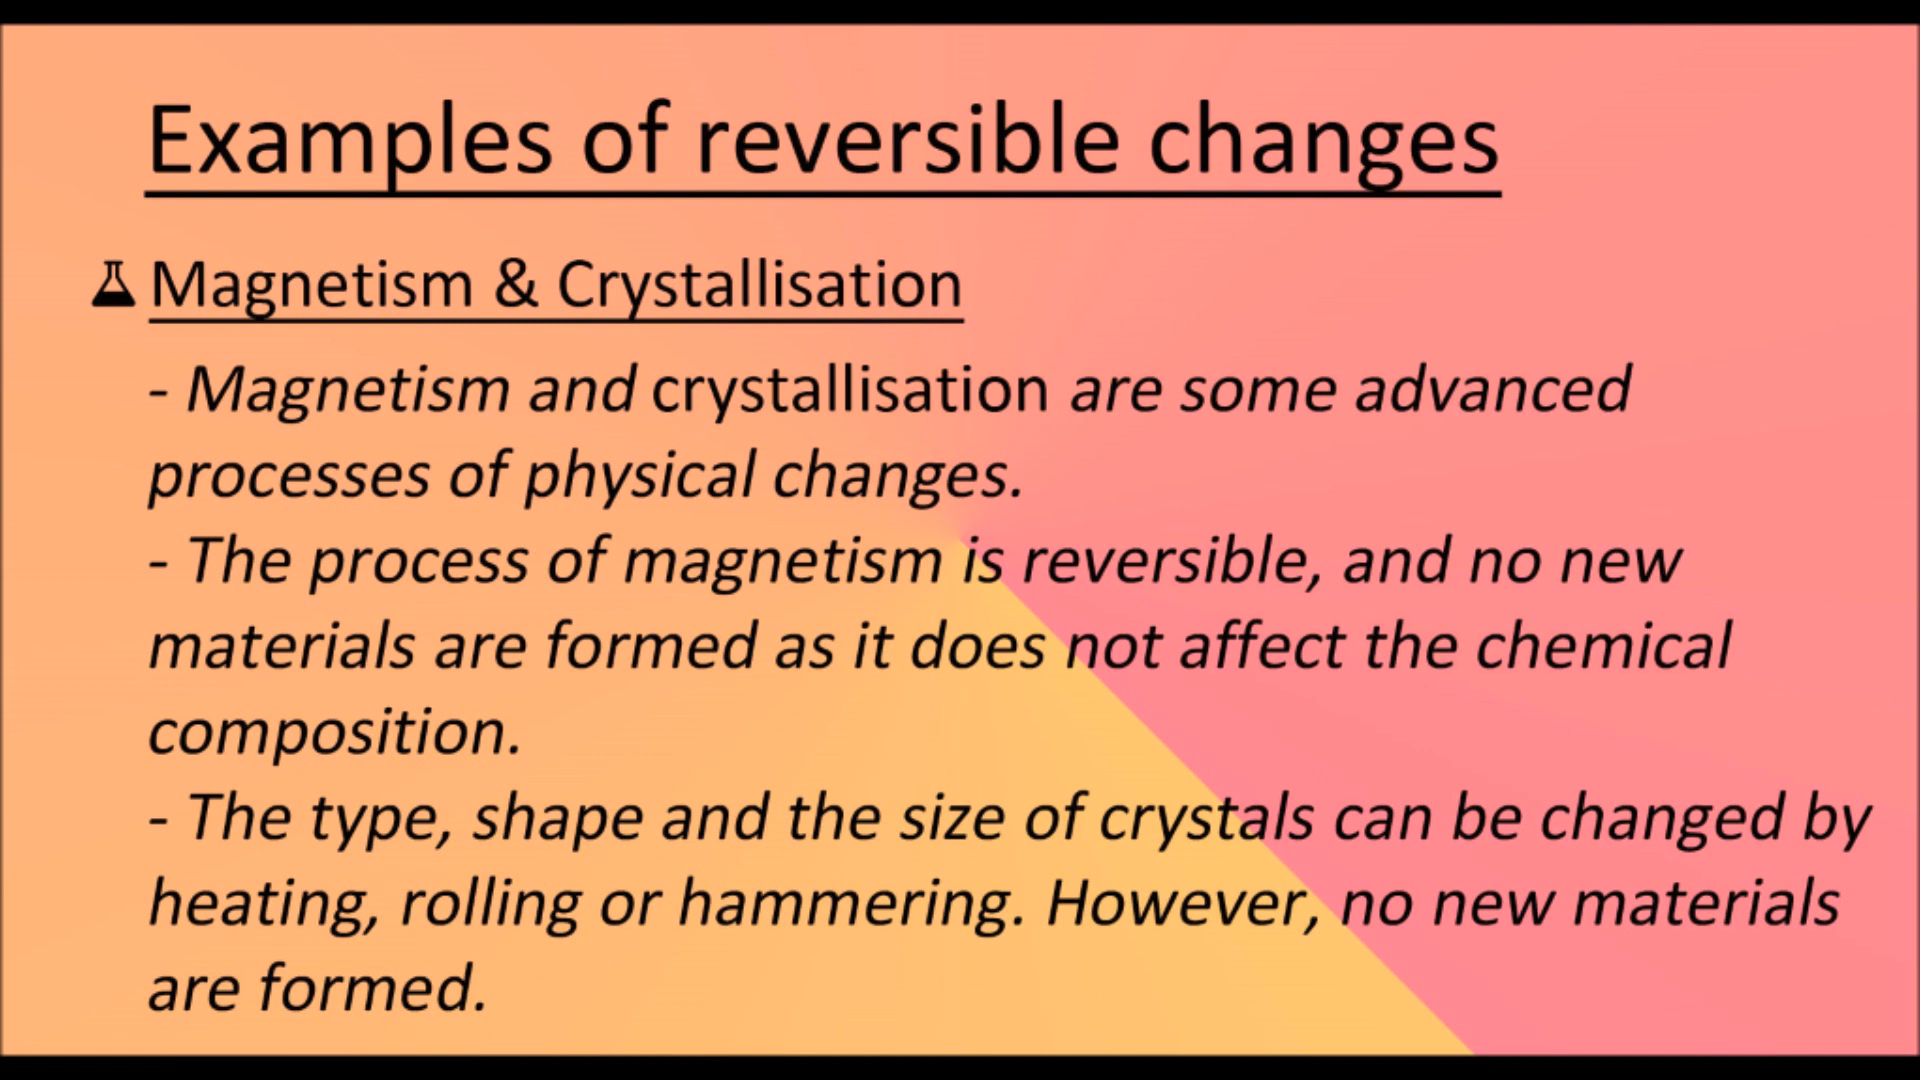 Examples of reversible changes
Magnetism & Crystallisation
- Magnetism and crystallisation are some advanced
processes of physical changes.
- The process of magnetism is reversible, and no new
materials are formed as it does not affect the chemical
composition.
- The type, shape and the size of crystals can be changed by
heating, rolling or hammering. However, no new materials
are formed.